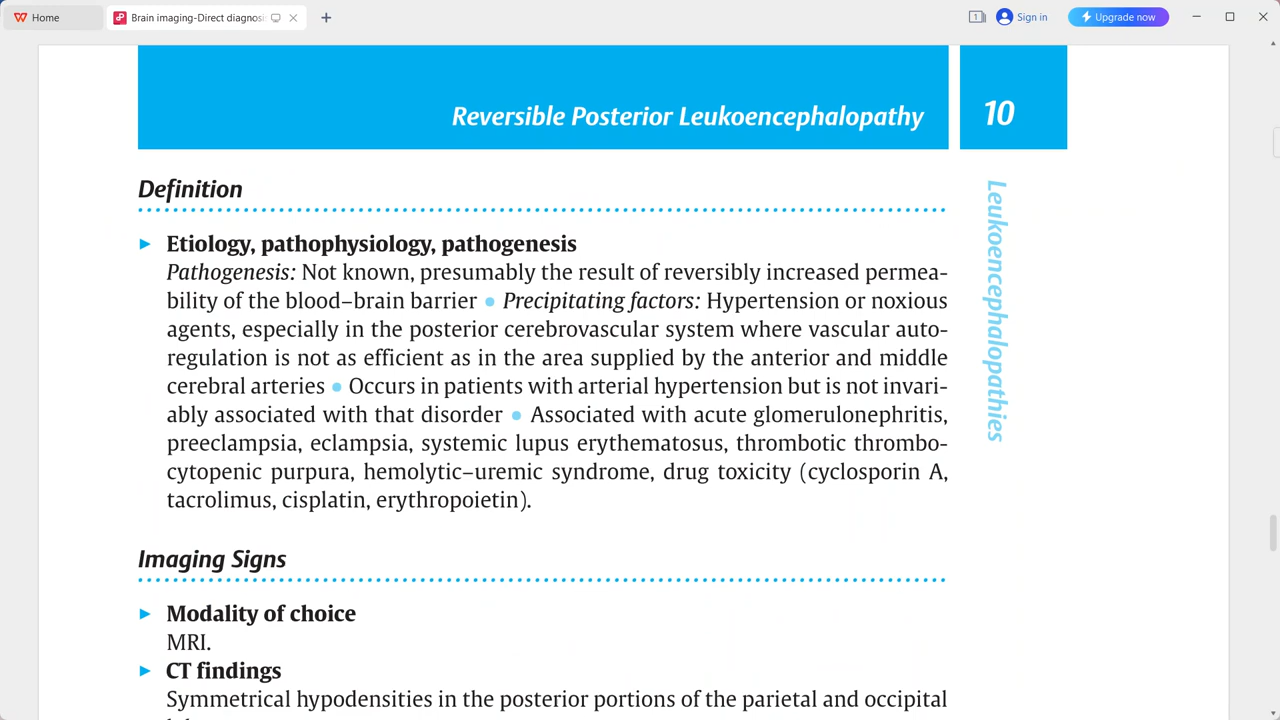 Home
Brain imaging-Direct diagnosi
1
Sign in
Upgrade now
Reversible Posterior Leukoencephalopathy
10
Leukoencephalopathies
Definition
Etiology, pathophysiology, pathogenesis
Pathogenesis: Not known, presumably the result of reversibly increased permea-
bility of the blood–brain barrier • Precipitating factors: Hypertension or noxious
agents, especially in the posterior cerebrovascular system where vascular auto-
regulation is not as efficient as in the area supplied by the anterior and middle
cerebral arteries • Occurs in patients with arterial hypertension but is not invari-
ably associated with that disorder • Associated with acute glomerulonephritis,
preeclampsia, eclampsia, systemic lupus erythematosus, thrombotic thrombo-
cytopenic purpura, hemolytic–uremic syndrome, drug toxicity (cyclosporin A,
tacrolimus, cisplatin, erythropoietin).
Imaging Signs
Modality of choice
MRI.
CT findings
Symmetrical hypodensities in the posterior portions of the parietal and occipital